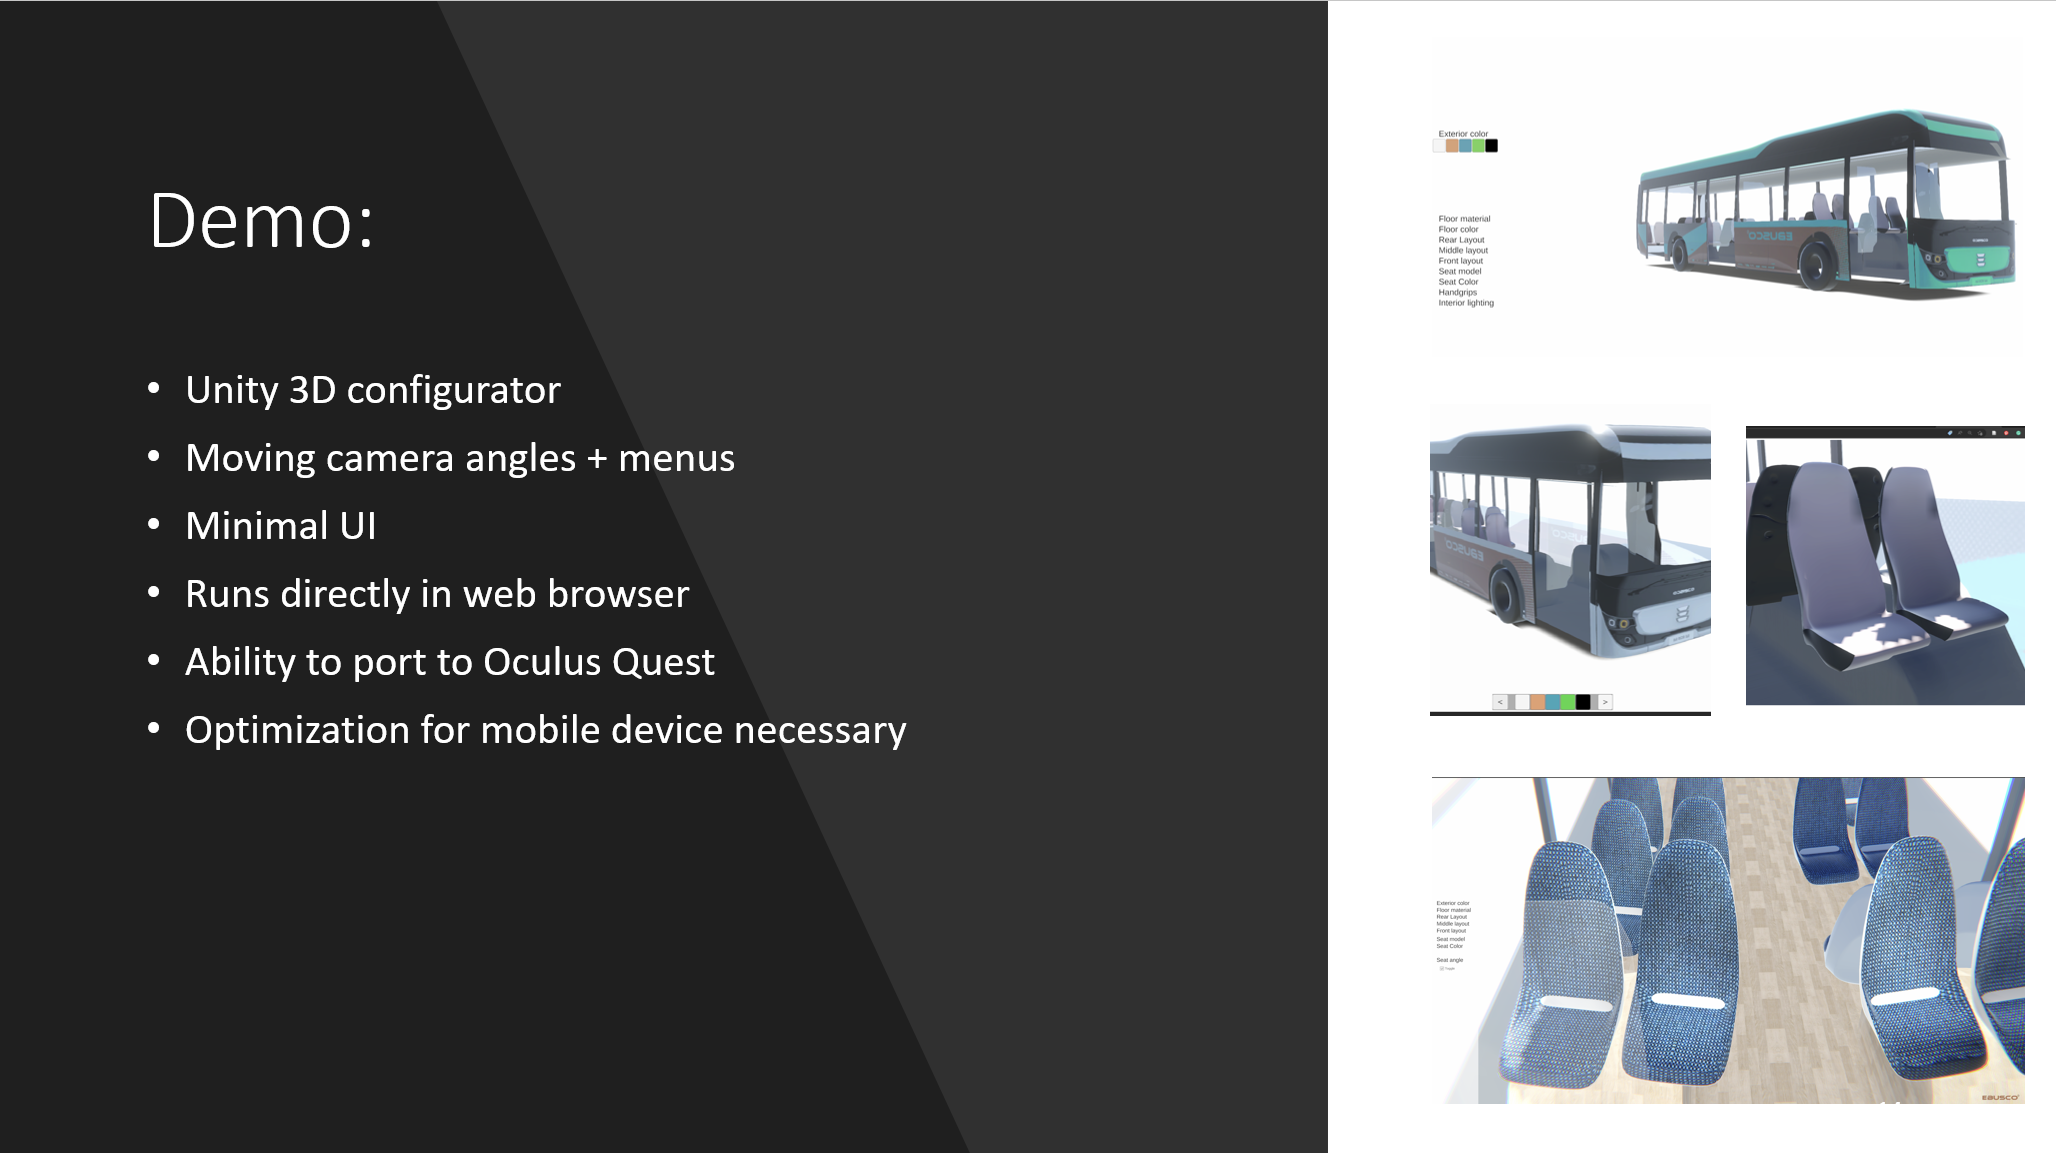 Demo:
• Unity 3D configurator
• Moving camera angles + menus
• Minimal UI
• Runs directly in web browser
• Ability to port to Oculus Quest
• Optimization for mobile device necessary
Exterior color
Floor material
Floor color
Rear Layout
Middle layout
Front layout
Seat model
Seat Color
Handgrips
Interior lighting
< >
Exterior color
Floor material
Rear Layout
Middle layout
Front layout
Seat model
Seat Color
Seat angle
Toggle
EBUSCO